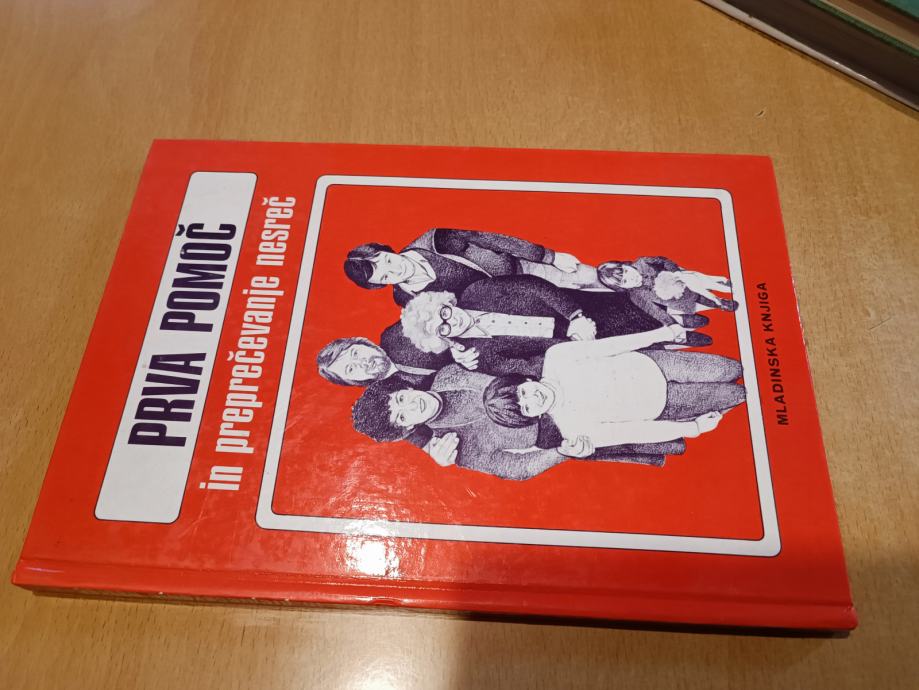 PRVA POMOČ
in preprečevanje nesreč
MLADINSKA KNJIGA